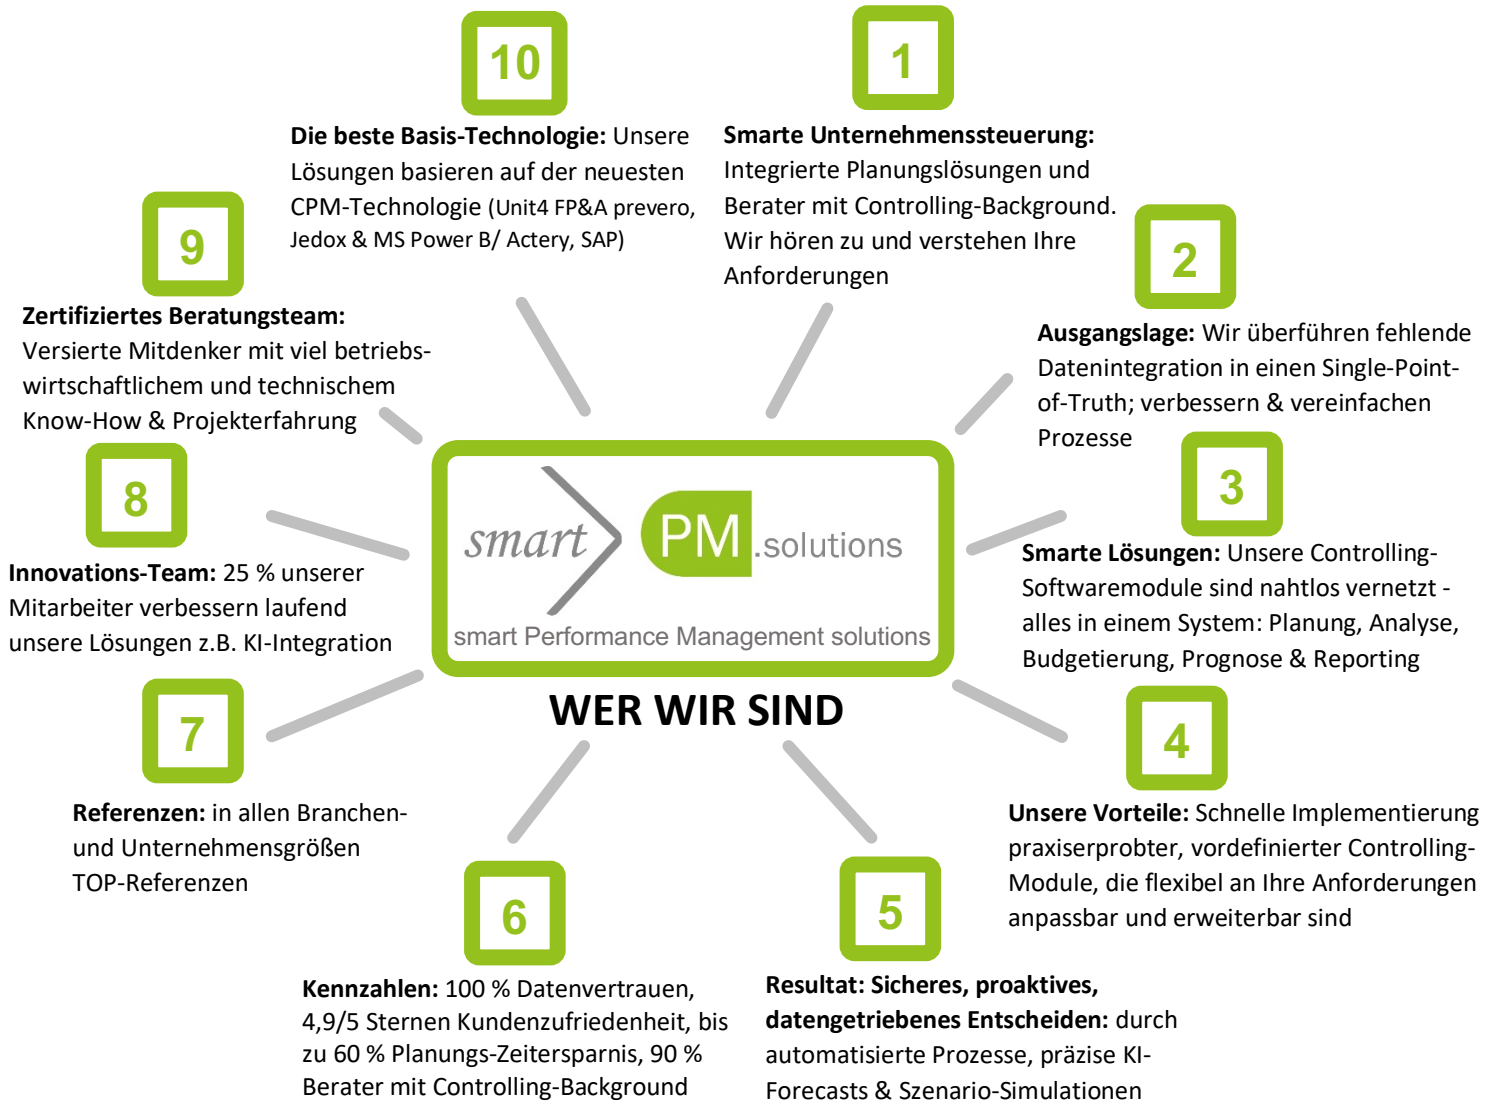 10
Die beste Basis-Technologie: Unsere
Lösungen basieren auf der neuesten
CPM-Technologie (Unit4 FP&A prevero,
Jedox & MS Power B/ Actery, SAP)
1
Smarte Unternehmenssteuerung:
Integrierte Planungslösungen und
Berater mit Controlling-Background.
Wir hören zu und verstehen Ihre
Anforderungen
9
Zertifiziertes Beratungsteam:
Versierte Mitdenker mit viel betriebs-
wirtschaftlichem und technischem
Know-How & Projekterfahrung
2
Ausgangslage: Wir überführen fehlende
Datenintegration in einen Single-Point-
of-Truth; verbessern & vereinfachen
Prozesse
8
Innovations-Team: 25 % unserer
Mitarbeiter verbessern laufend
unsere Lösungen z.B. KI-Integration
smart PM.solutions
smart Performance Management solutions
WER WIR SIND
3
Smarte Lösungen: Unsere Controlling-
Softwaremodule sind nahtlos vernetzt -
alles in einem System: Planung, Analyse,
Budgetierung, Prognose & Reporting
7
Referenzen: in allen Branchen-
und Unternehmensgrößen
TOP-Referenzen
4
Unsere Vorteile: Schnelle Implementierung
praxiserprobter, vordefinierter Controlling-
Module, die flexibel an Ihre Anforderungen
anpassbar und erweiterbar sind
6
Kennzahlen: 100 % Datenvertrauen,
4,9/5 Sternen Kundenzufriedenheit, bis
zu 60 % Planungs-Zeitersparnis, 90 %
Berater mit Controlling-Background
5
Resultat: Sicheres, proaktives,
datengetriebenes Entscheiden: durch
automatisierte Prozesse, präzise KI-
Forecasts & Szenario-Simulationen